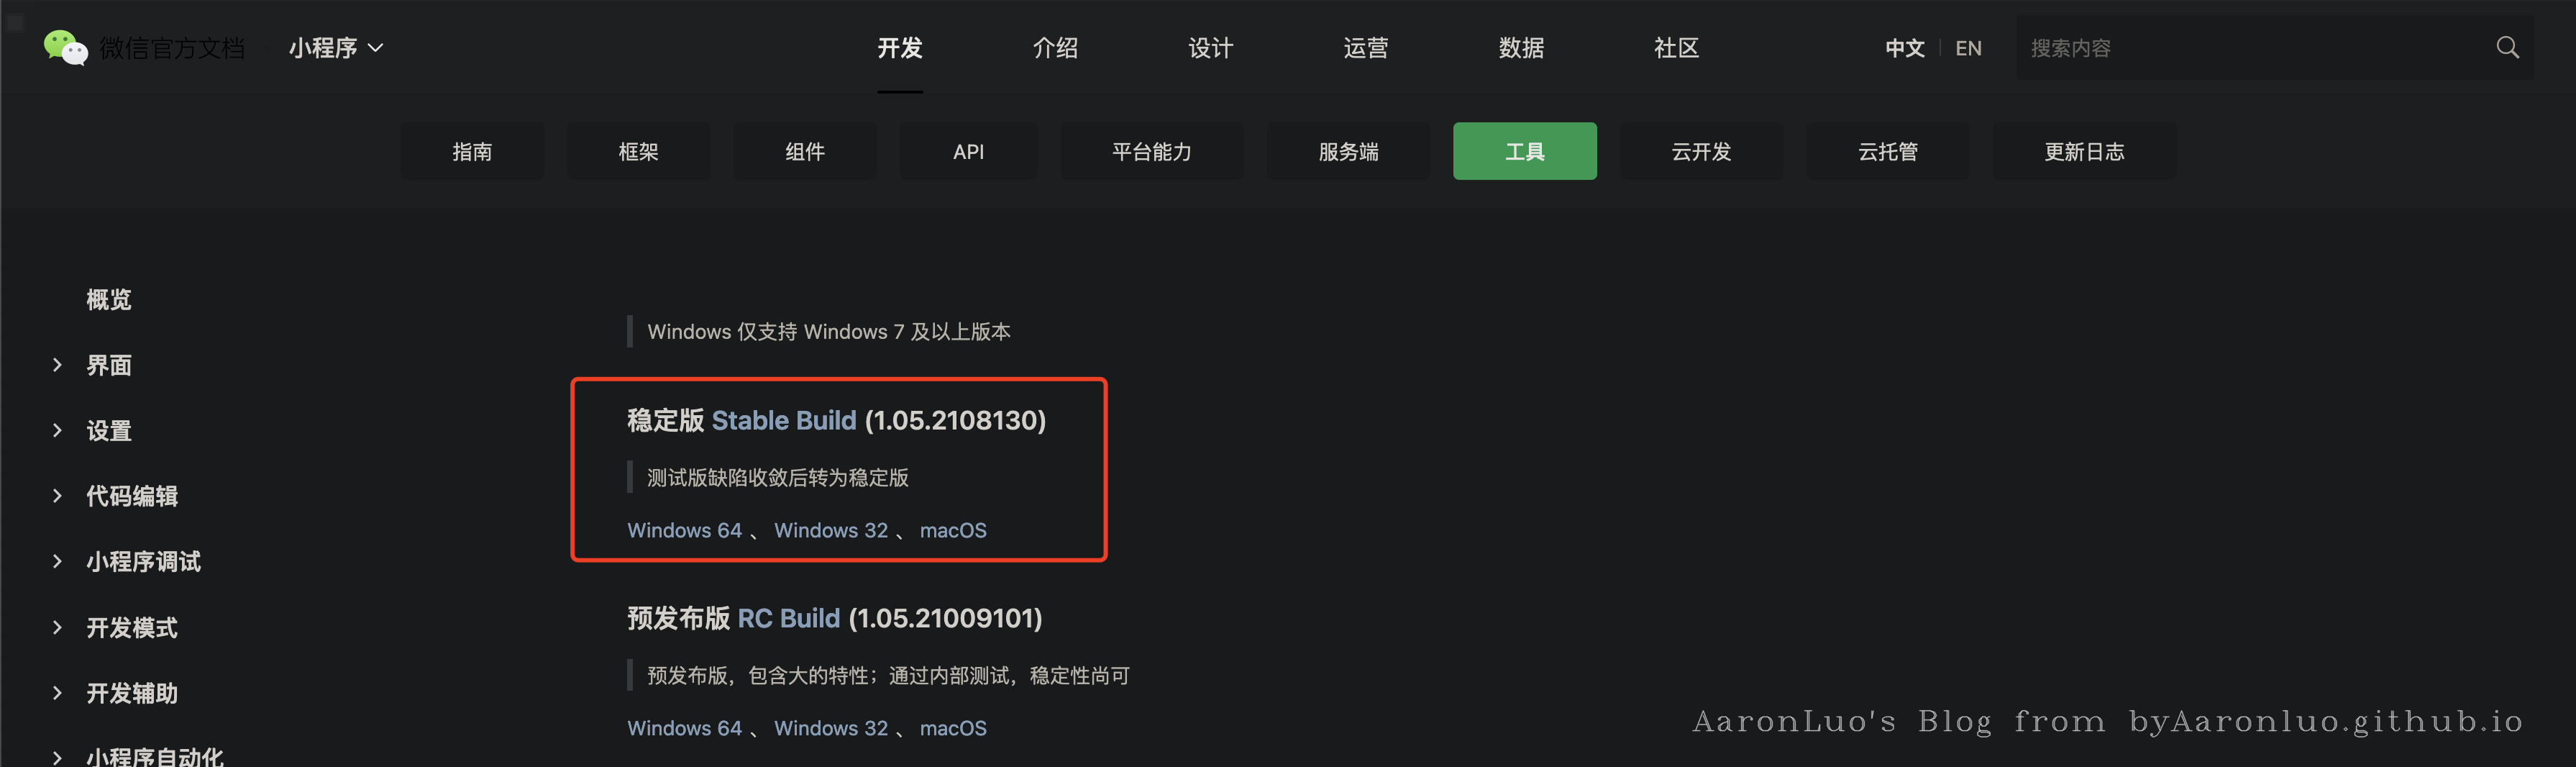 微信官方文档 小程序 开发 介绍 设计 运营 数据 社区 中文 EN 搜索内容
指南 框架 组件 API 平台能力 服务端 工具 云开发 云托管 更新日志
概览
界面
设置
代码编辑
小程序调试
开发模式
开发辅助
小程序自动化
Windows 仅支持 Windows 7 及以上版本
稳定版 Stable Build (1.05.2108130)
测试版缺陷收敛后转为稳定版
Windows 64 、 Windows 32 、 macOS
预发布版 RC Build (1.05.21009101)
预发布版，包含大的特性；通过内部测试，稳定性尚可
Windows 64 、 Windows 32 、 macOS
AaronLuo's Blog from byAaronluo.github.io